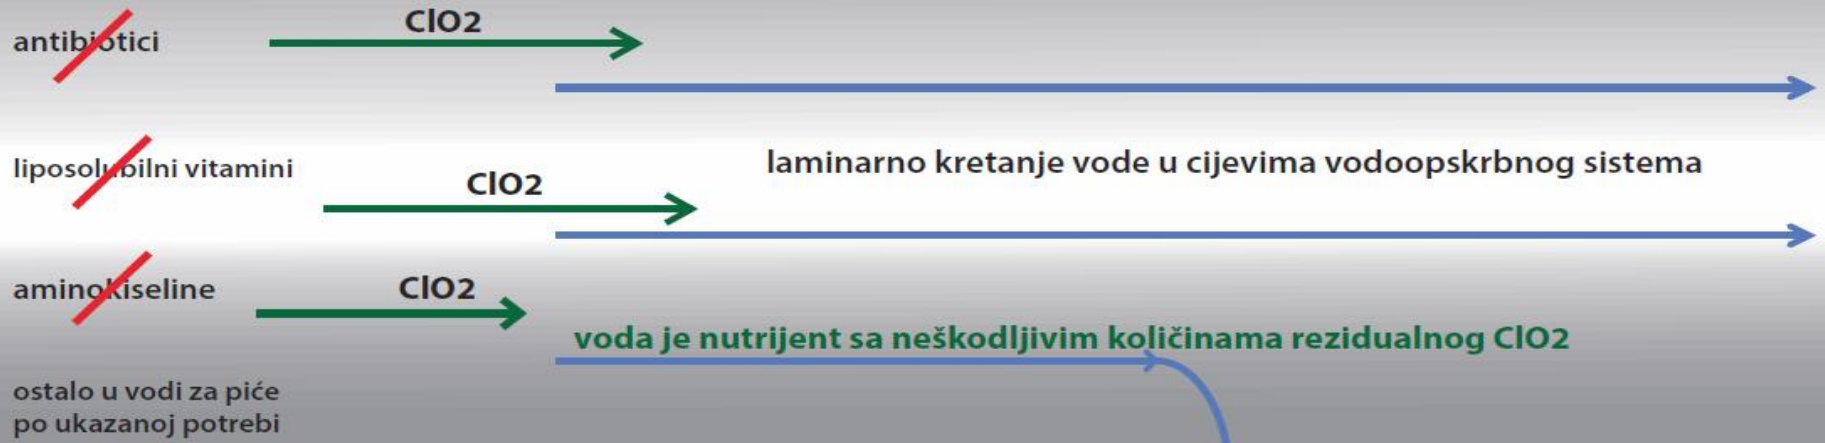 antibiotici
ClO2
liposolubilni vitamini
ClO2
laminarno kretanje vode u cijevima vodoopskrbnog sistema
aminokiseline
ClO2
voda je nutrijent sa neškodljivim količinama rezidualnog ClO2
ostalo u vodi za piće
po ukazanoj potrebi